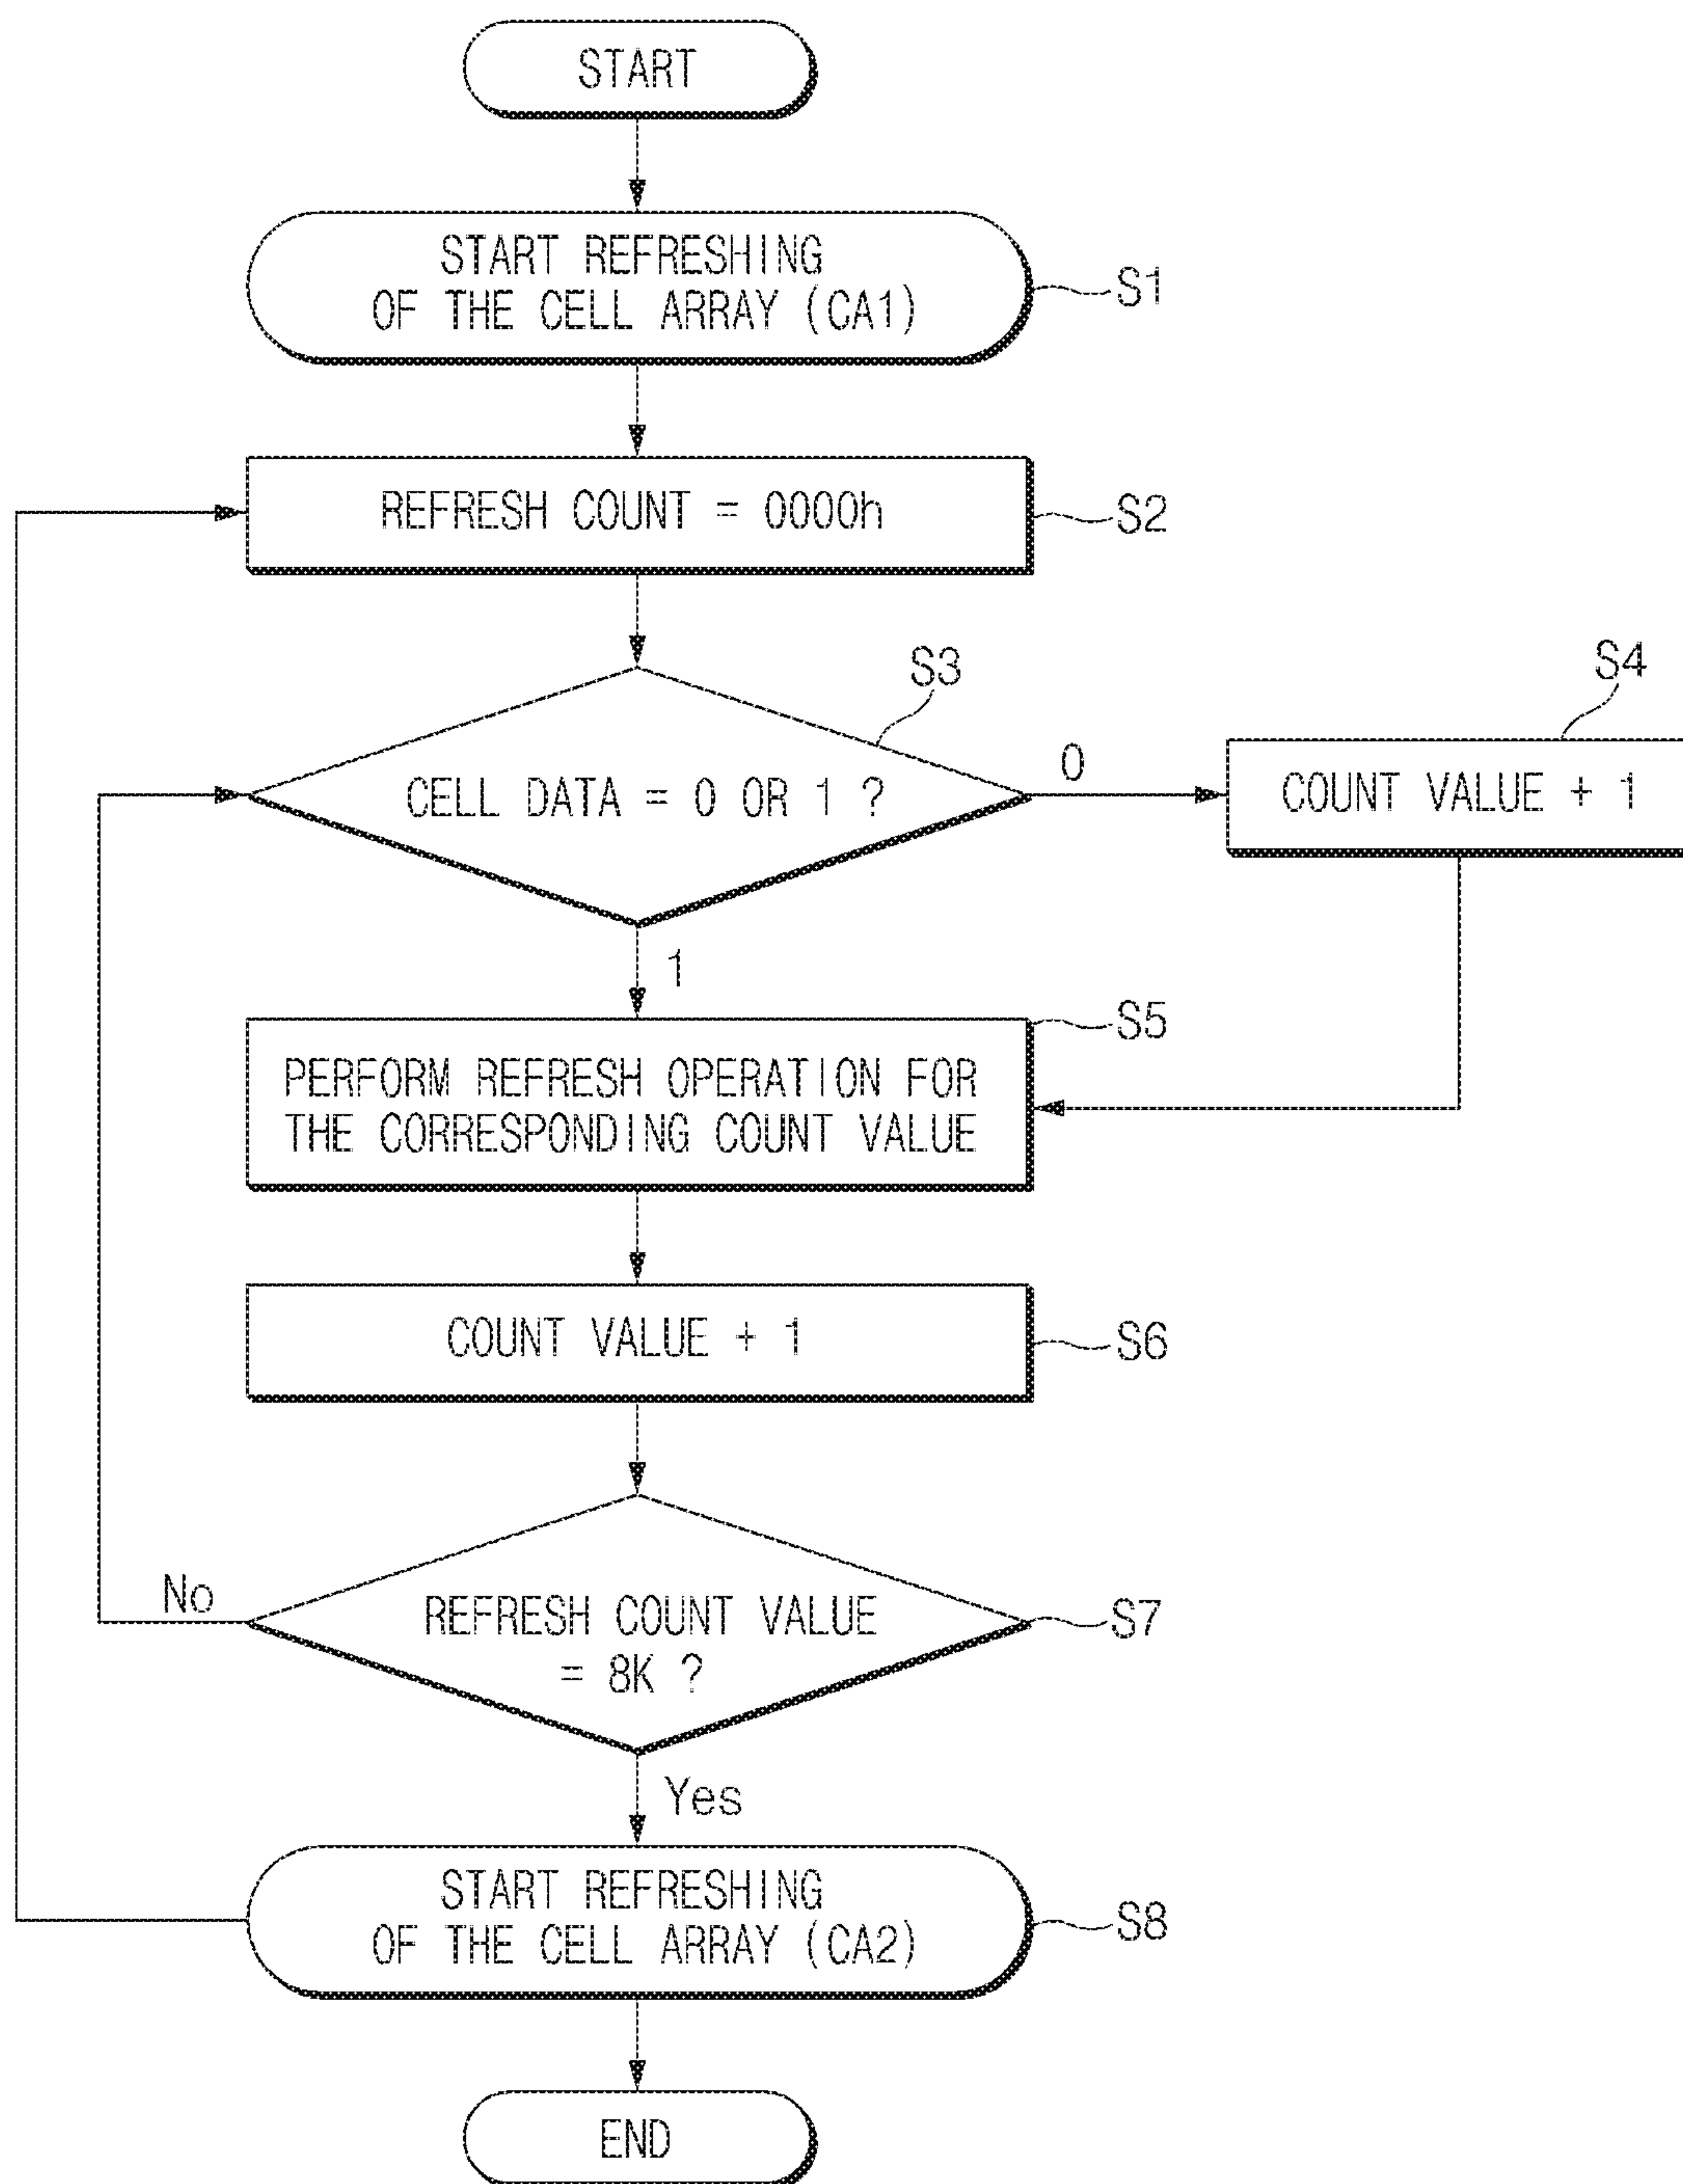 START
START REFRESHING
OF THE CELL ARRAY (CA1)
S1
REFRESH COUNT = 0000h
S2
S3
S4
CELL DATA = 0 OR 1 ?
0
COUNT VALUE + 1
1
S5
PERFORM REFRESH OPERATION FOR
THE CORRESPONDING COUNT VALUE
COUNT VALUE + 1
S6
No
REFRESH COUNT VALUE
= 8K ?
S7
Yes
START REFRESHING
OF THE CELL ARRAY (CA2)
S8
END